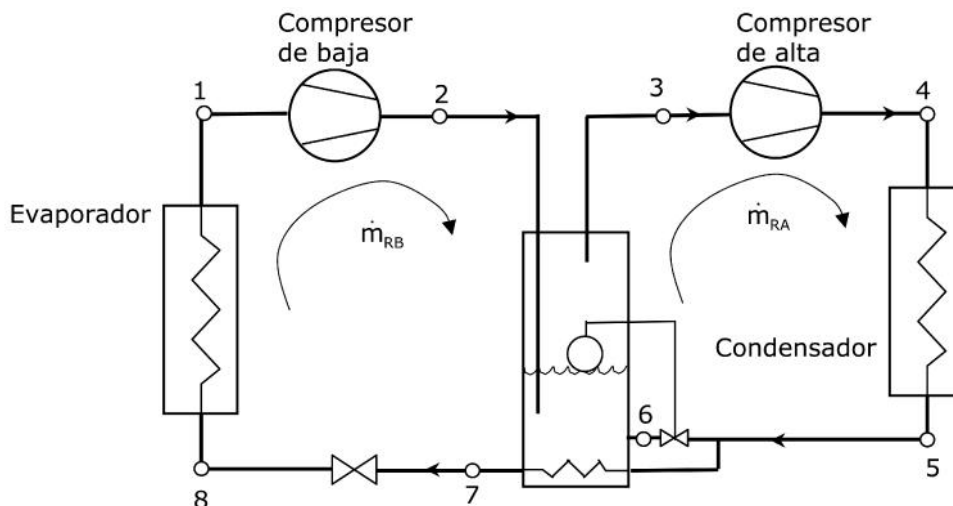 Compresor
de baja
Compresor
de alta
1
2
3
4
Evaporador
ṁRB
ṁRA
Condensador
6
5
7
8